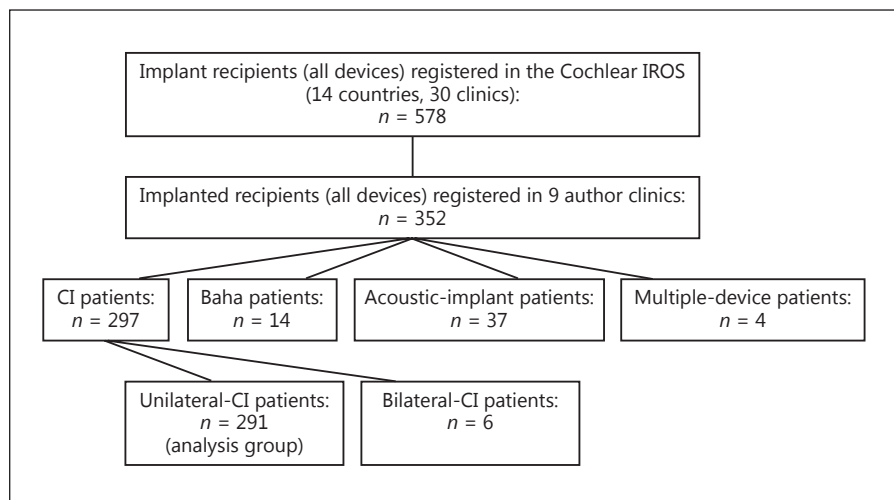 Implant recipients (all devices) registered in the Cochlear IROS
(14 countries, 30 clinics):
n = 578
Implanted recipients (all devices) registered in 9 author clinics:
n = 352
CI patients:
n = 297
Baha patients:
n = 14
Acoustic-implant patients:
n = 37
Multiple-device patients:
n = 4
Unilateral-CI patients:
n = 291
(analysis group)
Bilateral-CI patients:
n = 6